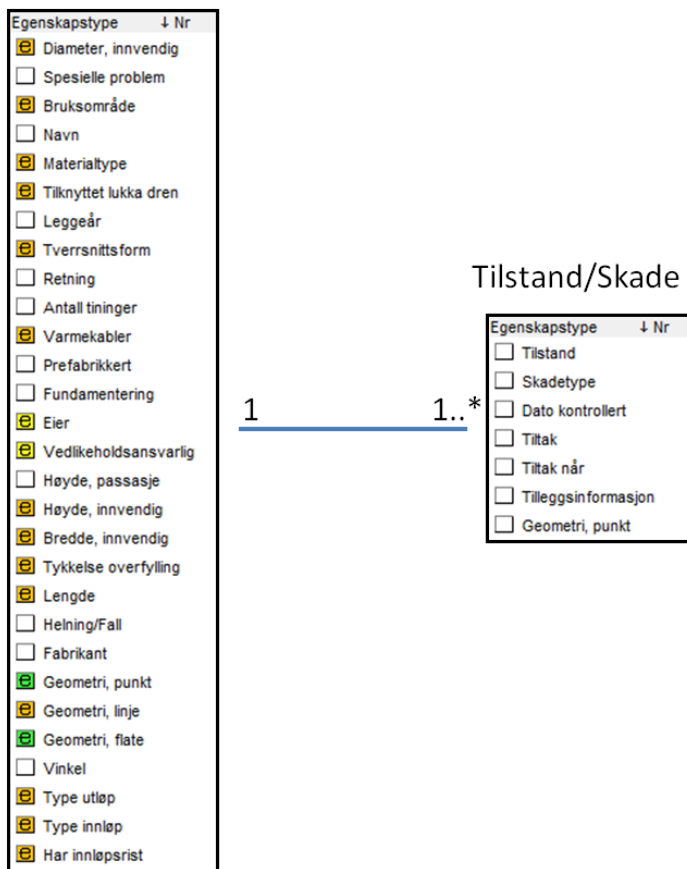 Egenskapstype ↓ Nr
e Diameter, innvendig
Spesielle problem
e Bruksområde
Navn
e Materialtype
e Tilknyttet lukka dren
Leggeår
e Tverrsnittsform
Retning
Antall tininger
e Varmekabler
Prefabrikkert
Fundamentering
e Eier
e Vedlikeholdsansvarlig
Høyde, passasje
e Høyde, innvendig
e Bredde, innvendig
e Tykkelse overfylling
e Lengde
Helning/Fall
Fabrikant
e Geometri, punkt
e Geometri, linje
e Geometri, flate
Vinkel
e Type utløp
e Type innløp
e Har innløpsrist
1 1..*
Tilstand/Skade
Egenskapstype ↓ Nr
Tilstand
Skadetype
Dato kontrollert
Tiltak
Tiltak når
Tilleggsinformasjon
Geometri, punkt